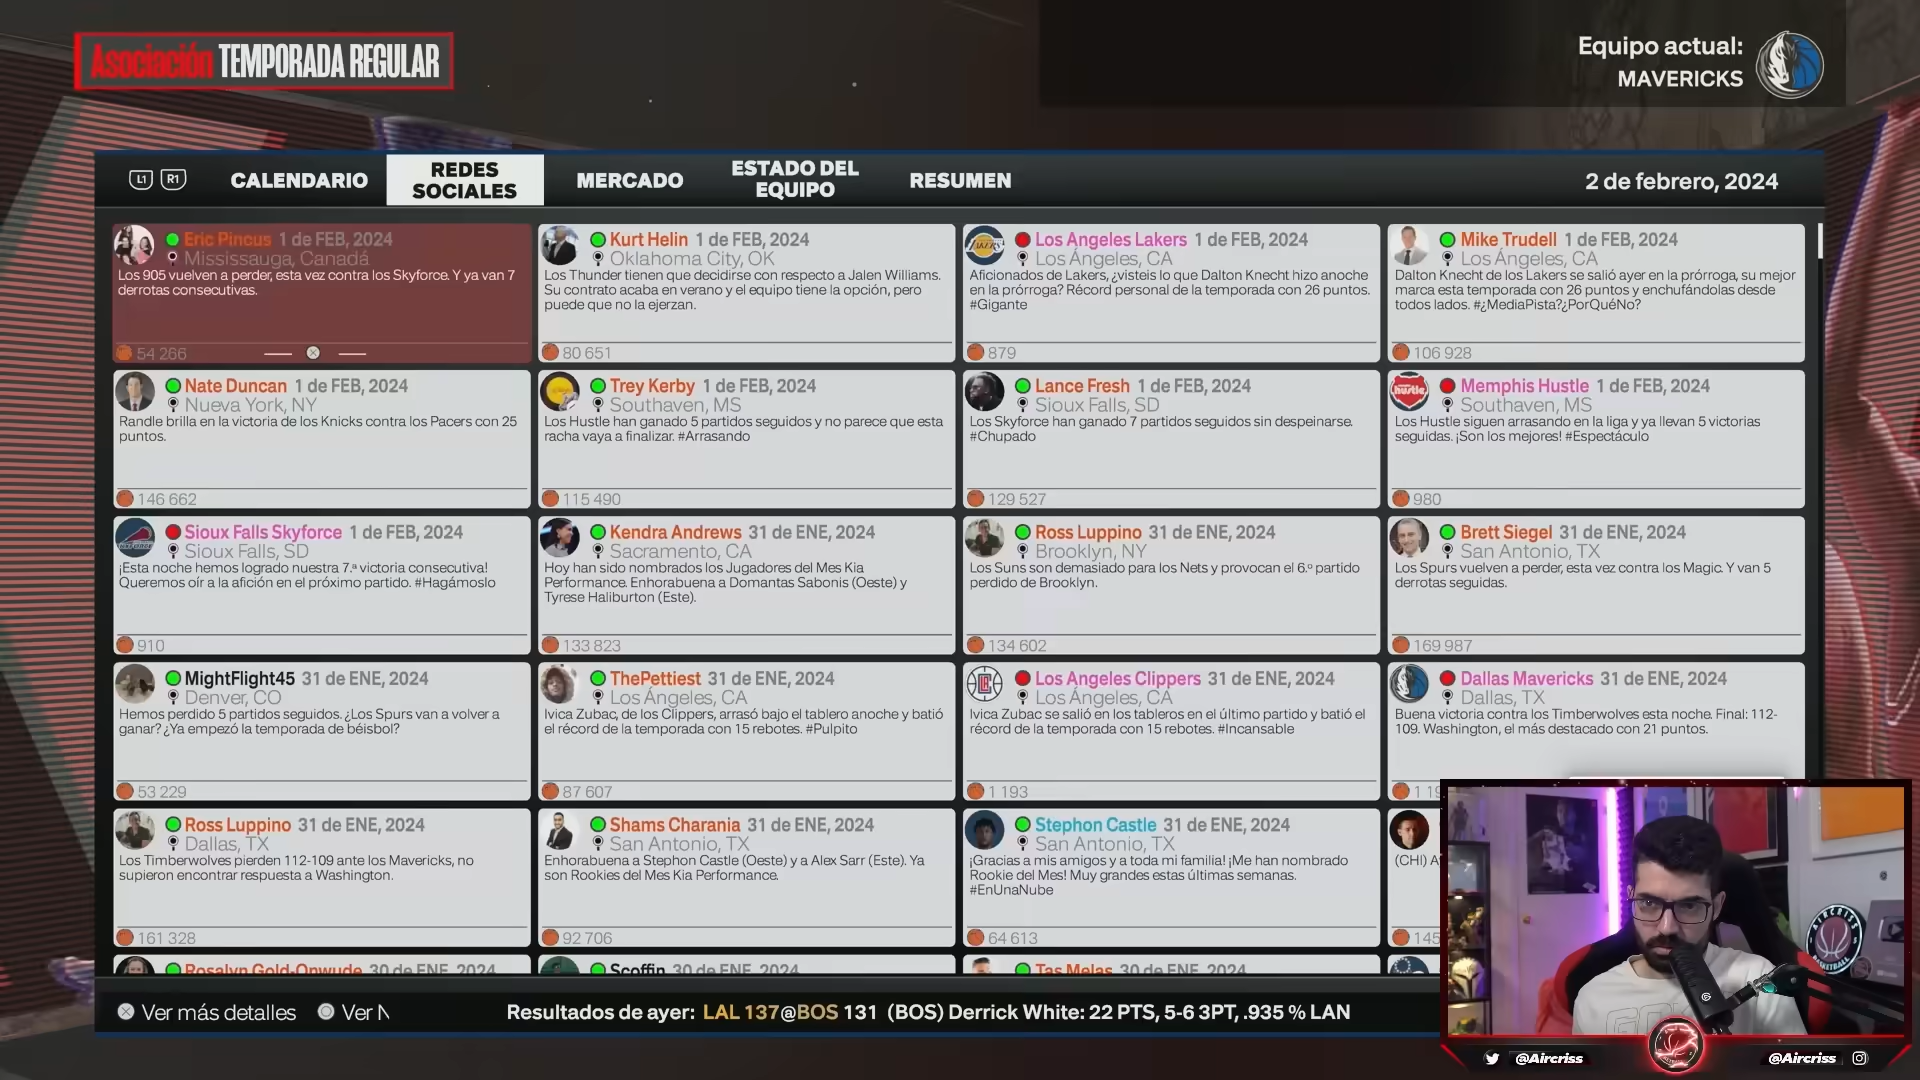 Asociación TEMPORADA REGULAR
Equipo actual:
MAVERICKS
L1 R1 CALENDARIO REDES SOCIALES MERCADO ESTADO DEL EQUIPO RESUMEN 2 de febrero, 2024
Eric Pincus 1 de FEB, 2024
Mississauga, Canadá
Los 905 vuelven a perder, esta vez contra los Skyforce. Y ya van 7
derrotas consecutivas.
54 266
Kurt Helin 1 de FEB, 2024
Oklahoma City, OK
Los Thunder tienen que decidirse con respecto a Jalen Williams.
Su contrato acaba en verano y el equipo tiene la opción, pero
puede que no la ejerzan.
80 651
Los Angeles Lakers 1 de FEB, 2024
Los Ángeles, CA
Aficionados de Lakers, ¿visteis lo que Dalton Knecht hizo anoche
en la prórroga? Récord personal de la temporada con 26 puntos.
#Gigante
879
Mike Trudell 1 de FEB, 2024
Los Ángeles, CA
Dalton Knecht de los Lakers se salió ayer en la prórroga, su mejor
marca esta temporada con 26 puntos y enchufándolas desde
todos lados. #¿MediaPista?¿PorQuéNo?
106 928
Nate Duncan 1 de FEB, 2024
Nueva York, NY
Randle brilla en la victoria de los Knicks contra los Pacers con 25
puntos.
146 662
Trey Kerby 1 de FEB, 2024
Southaven, MS
Los Hustle han ganado 5 partidos seguidos y no parece que esta
racha vaya a finalizar. #Arrasando
115 490
Lance Fresh 1 de FEB, 2024
Sioux Falls, SD
Los Skyforce han ganado 7 partidos seguidos sin despeinarse.
#Chupado
129 527
Memphis Hustle 1 de FEB, 2024
Southaven, MS
Los Hustle siguen arrasando en la liga y ya llevan 5 victorias
seguidas. ¡Son los mejores! #Espectáculo
980
Sioux Falls Skyforce 1 de FEB, 2024
Sioux Falls, SD
¡Esta noche hemos logrado nuestra 7.ª victoria consecutiva!
Queremos oír a la afición en el próximo partido. #Hagámoslo
910
Kendra Andrews 31 de ENE, 2024
Sacramento, CA
Hoy han sido nombrados los Jugadores del Mes Kia
Performance. Enhorabuena a Domantas Sabonis (Oeste) y
Tyrese Haliburton (Este).
133 823
Ross Luppino 31 de ENE, 2024
Brooklyn, NY
Los Suns son demasiado para los Nets y provocan el 6.º partido
perdido de Brooklyn.
134 602
Brett Siegel 31 de ENE, 2024
San Antonio, TX
Los Spurs vuelven a perder, esta vez contra los Magic. Y van 5
derrotas seguidas.
169 987
MightFlight45 31 de ENE, 2024
Denver, CO
Hemos perdido 5 partidos seguidos. ¿Los Spurs van a volver a
ganar? ¿Ya empezó la temporada de béisbol?
53 229
ThePettiest 31 de ENE, 2024
Los Ángeles, CA
Ivica Zubac, de los Clippers, arrasó bajo el tablero anoche y batió
el récord de la temporada con 15 rebotes. #Pulpito
87 607
Los Angeles Clippers 31 de ENE, 2024
Los Ángeles, CA
Ivica Zubac se salió en los tableros en el último partido y batió el
récord de la temporada con 15 rebotes. #Incansable
1 193
Dallas Mavericks 31 de ENE, 2024
Dallas, TX
Buena victoria contra los Timberwolves esta noche. Final: 112-
109. Washington, el más destacado con 21 puntos.
1 19
Ross Luppino 31 de ENE, 2024
Dallas, TX
Los Timberwolves pierden 112-109 ante los Mavericks, no
supieron encontrar respuesta a Washington.
161 328
Shams Charania 31 de ENE, 2024
San Antonio, TX
Enhorabuena a Stephon Castle (Oeste) y a Alex Sarr (Este). Ya
son Rookies del Mes Kia Performance.
92 706
Stephon Castle 31 de ENE, 2024
San Antonio, TX
¡Gracias a mis amigos y a toda mi familia! ¡Me han nombrado
Rookie del Mes! Muy grandes estas últimas semanas.
#EnUnaNube
64 613
(CHI) A
145
Rosalyn Gold-Onwude 30 de ENE, 2024
Scoffin 30 de ENE, 2024
Tas Melas 30 de ENE, 2024
Ver más detalles Ver N
Resultados de ayer: LAL 137@BOS 131 (BOS) Derrick White: 22 PTS, 5-6 3PT, .935 % LAN
AIRCRISS
BASKETBALL
@Aircriss @Aircriss